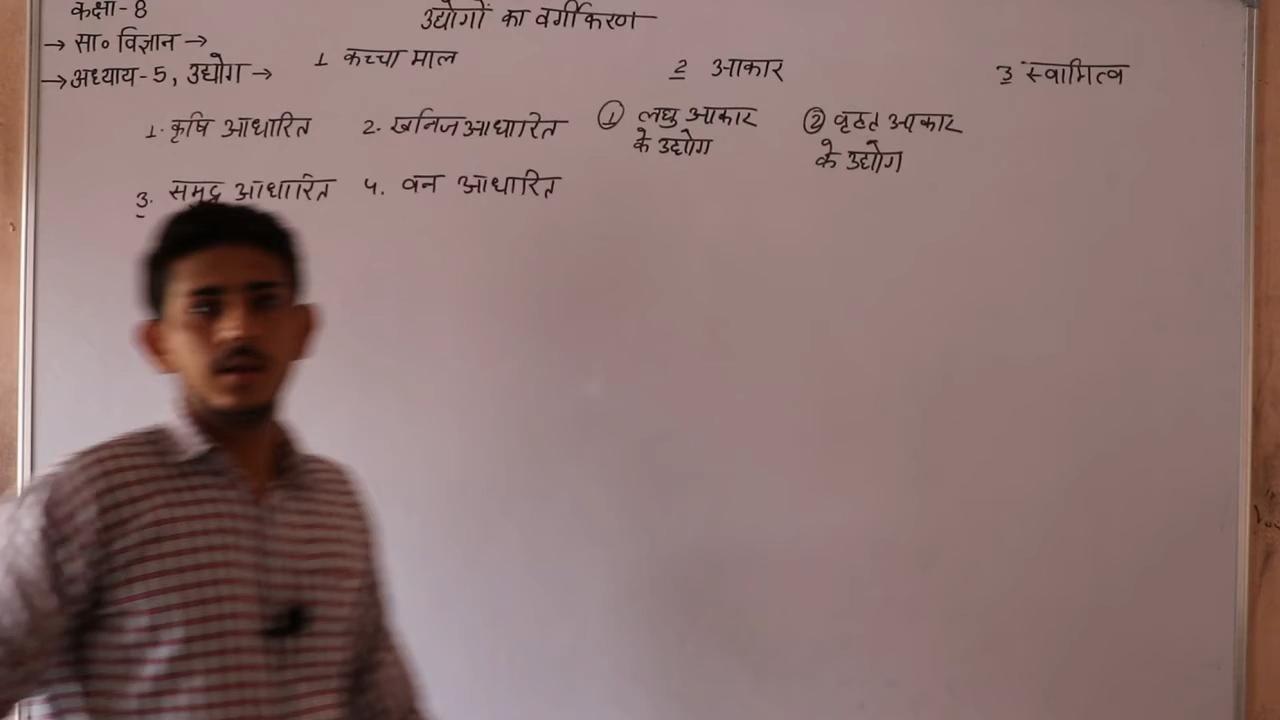 कक्षा-8
उद्योगों का वर्गीकरण
→ सा० विज्ञान →
→ अध्याय-5, उद्योग →
1 कच्चा माल
2 आकार
3 स्वामित्व
1. कृषि आधारित
2. खनिज आधारित
① लघु आकार
के उद्योग
② वृहत आकार
के उद्योग
3. समुद्र आधारित
4. वन आधारित